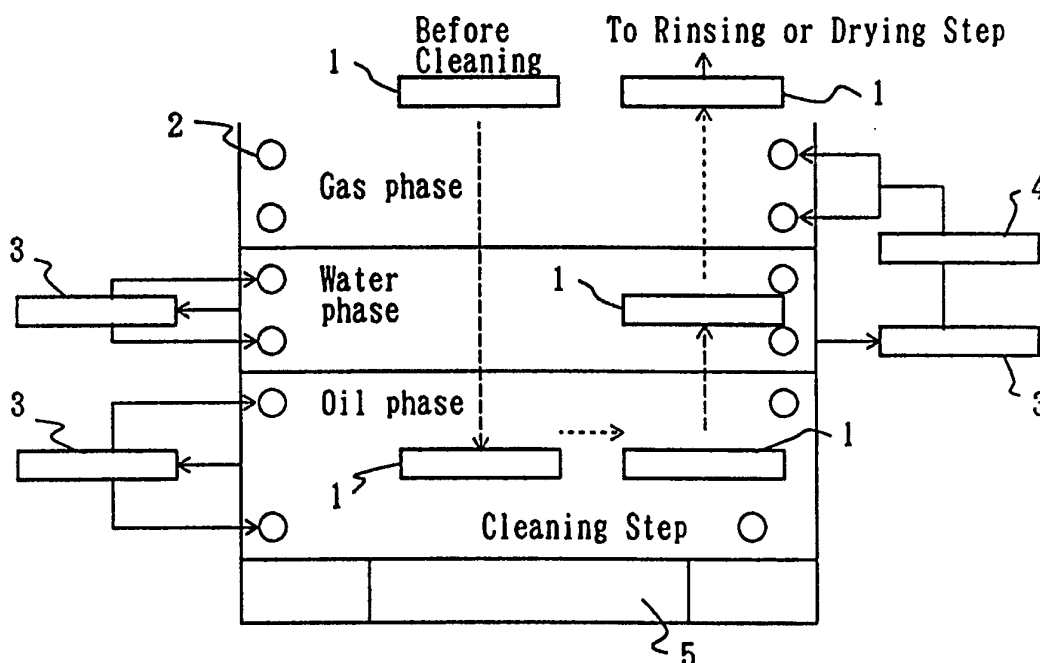 Before
Cleaning
To Rinsing or Drying Step
1
1
2
Gas phase
4
3
Water
phase
1
3
3
Oil phase
1
1
Cleaning Step
5